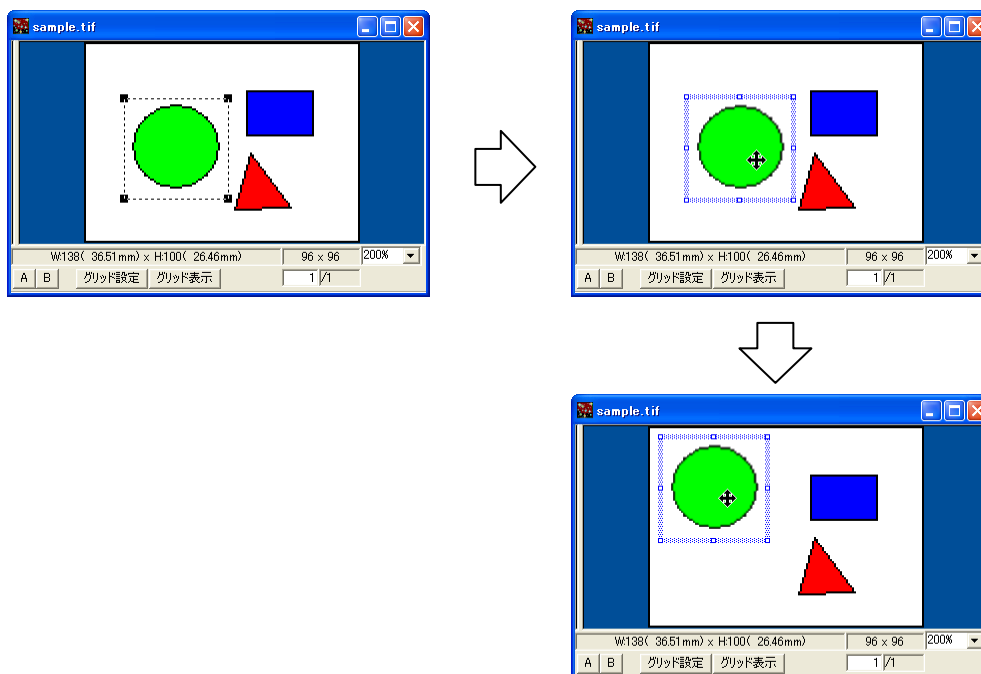 sample.tif
W:138( 36.51mm) × H:100( 26.46mm) 96 × 96 200%
A B グリッド設定 グリッド表示 1 /1
sample.tif
W:138( 36.51mm) × H:100( 26.46mm) 96 × 96 200%
A B グリッド設定 グリッド表示 1 /1
sample.tif
W:138( 36.51mm) × H:100( 26.46mm) 96 × 96 200%
A B グリッド設定 グリッド表示 1 /1